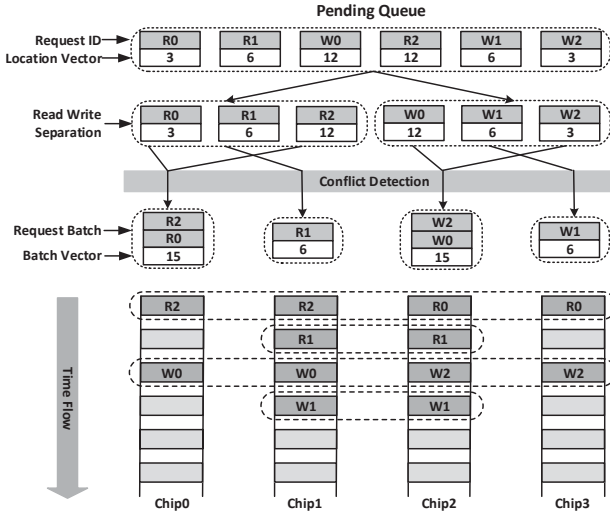 Pending Queue
Request ID R0 R1 W0 R2 W1 W2
Location Vector 3 6 12 12 6 3
Read Write Separation
R0 R1 R2 W0 W1 W2
3 6 12 12 6 3
Conflict Detection
R2 W2
Request Batch R0 R1 W0 W1
Batch Vector 15 6 15 6
R2 R2 R0 R0
R1 R1
W0 W0 W2 W2
W1 W1
Time Flow
Chip0 Chip1 Chip2 Chip3